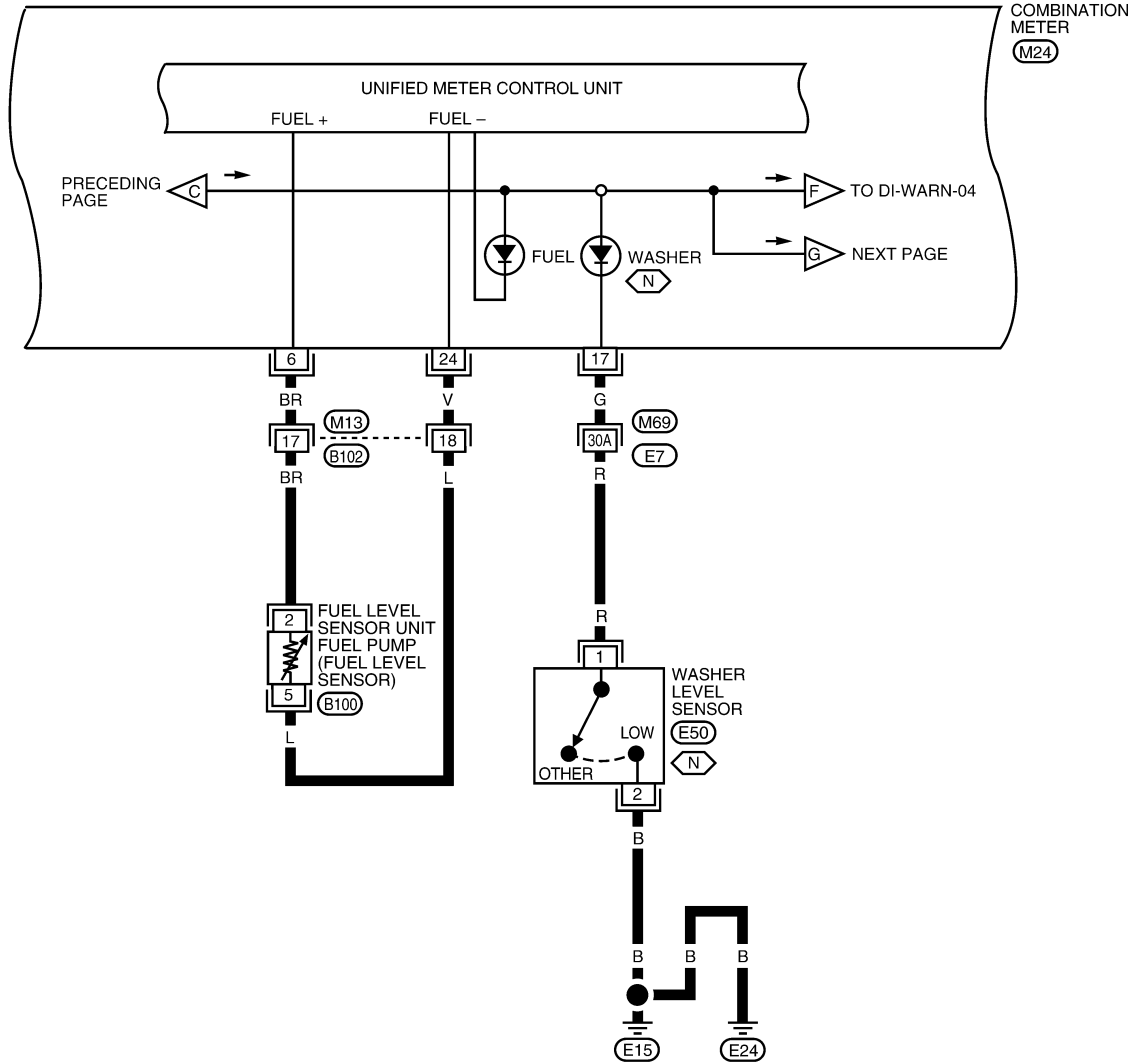 COMBINATION
METER
M24
UNIFIED METER CONTROL UNIT
FUEL +
FUEL –
PRECEDING
PAGE
C
F
TO DI-WARN-04
FUEL
WASHER
N
G
NEXT PAGE
6
24
17
BR
V
G
M13
M69
17
18
30A
B102
E7
BR
L
R
2
FUEL LEVEL
SENSOR UNIT
FUEL PUMP
(FUEL LEVEL
SENSOR)
5
B100
L
R
1
WASHER
LEVEL
SENSOR
E50
N
LOW
OTHER
2
B
B
B
B
E15
E24